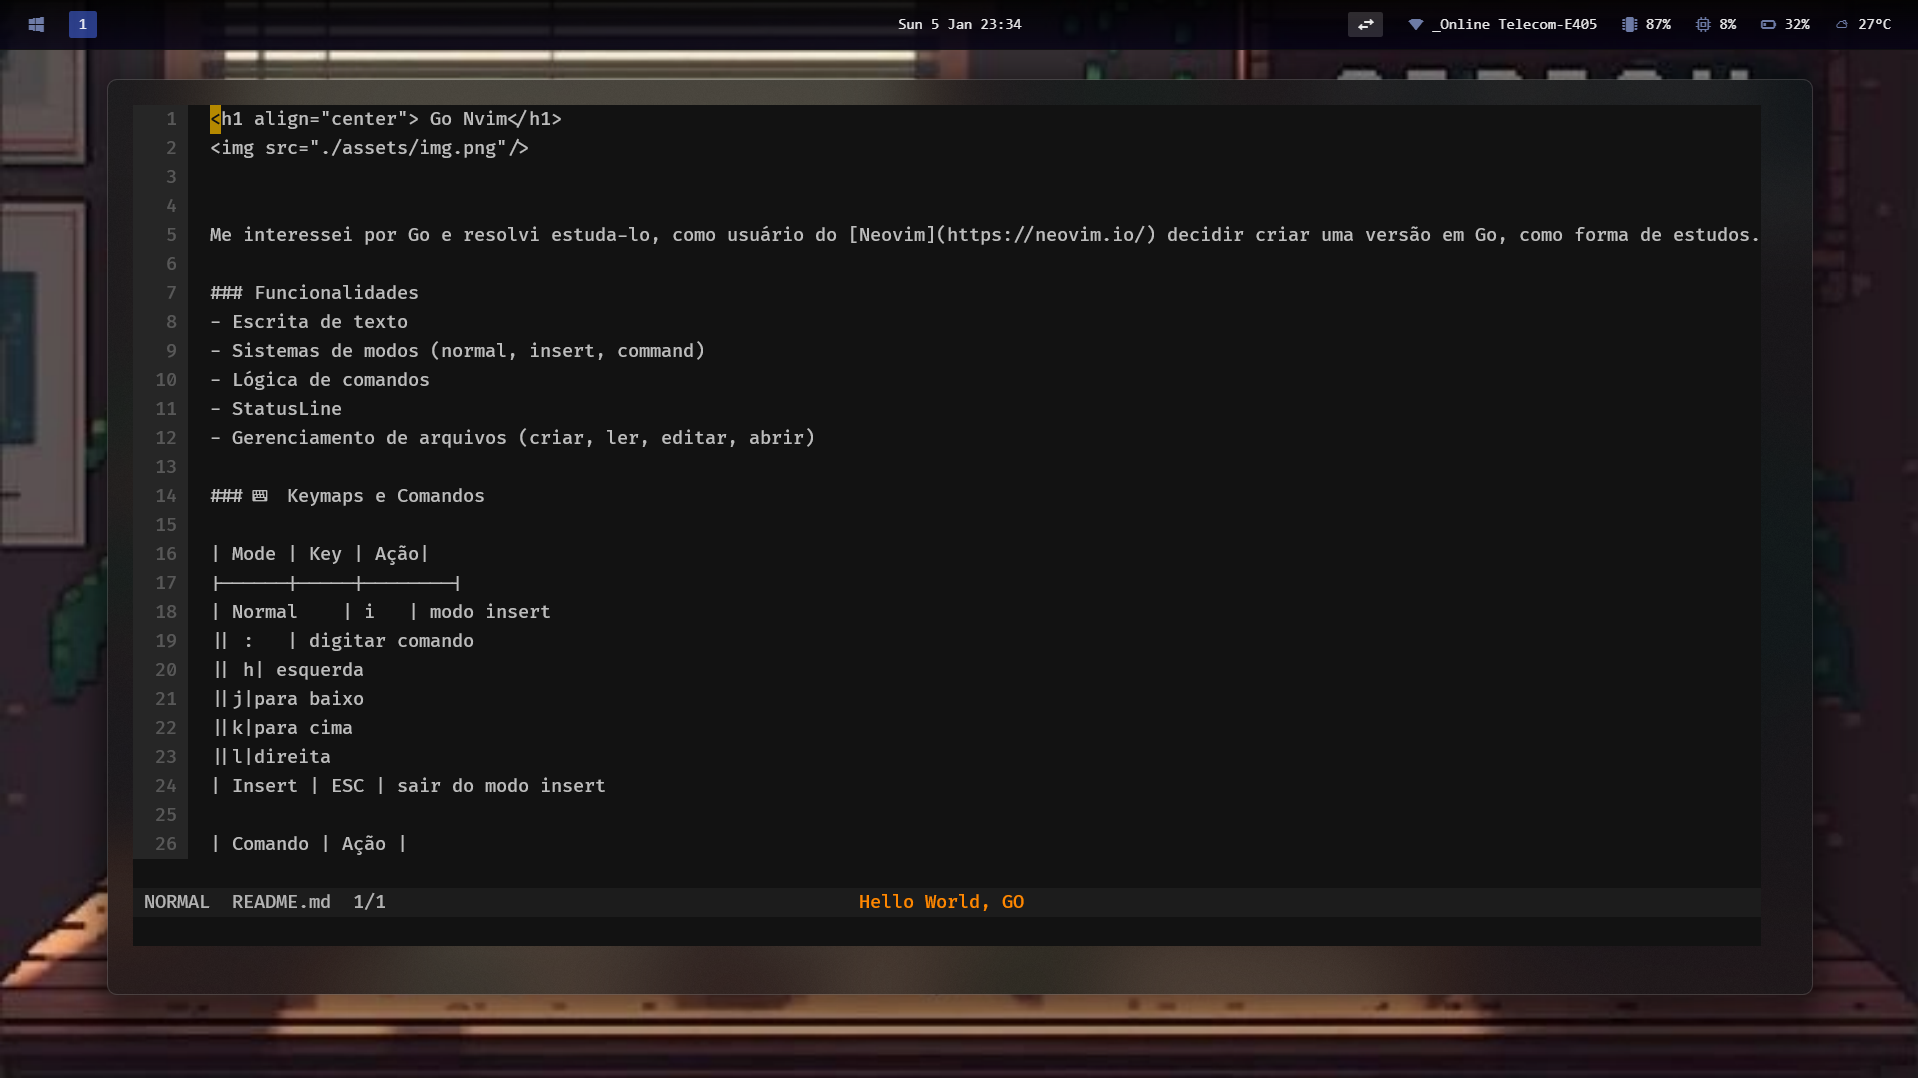 1
Sun 5 Jan 23:34
_Online Telecom-E405 87% 8% 32% 27°C
1 <h1 align="center"> Go Nvim</h1>
2 <img src="./assets/img.png"/>
3
4
5 Me interessei por Go e resolvi estuda-lo, como usuário do [Neovim](https://neovim.io/) decidir criar uma versão em Go, como forma de estudos.
6
7 ### Funcionalidades
8 - Escrita de texto
9 - Sistemas de modos (normal, insert, command)
10 - Lógica de comandos
11 - StatusLine
12 - Gerenciamento de arquivos (criar, ler, editar, abrir)
13
14 ### ⌨ Keymaps e Comandos
15
16 | Mode | Key | Ação|
17 |------|-----|--------|
18 | Normal    | i   | modo insert
19 || :   | digitar comando
20 || h| esquerda
21 ||j|para baixo
22 ||k|para cima
23 ||l|direita
24 | Insert | ESC | sair do modo insert
25
26 | Comando | Ação |
NORMAL README.md 1/1 Hello World, GO